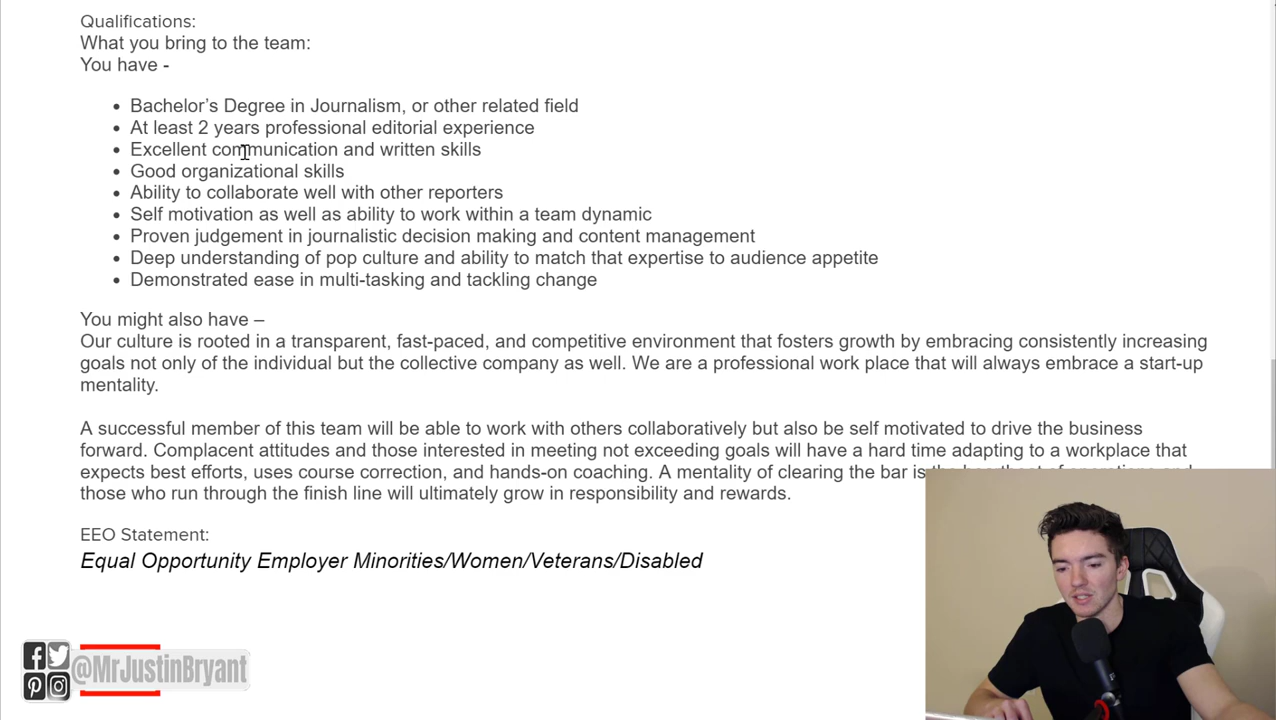 Qualifications:
What you bring to the team:
You have -
Bachelor’s Degree in Journalism, or other related field
At least 2 years professional editorial experience
Excellent communication and written skills
Good organizational skills
Ability to collaborate well with other reporters
Self motivation as well as ability to work within a team dynamic
Proven judgement in journalistic decision making and content management
Deep understanding of pop culture and ability to match that expertise to audience appetite
Demonstrated ease in multi-tasking and tackling change
You might also have –
Our culture is rooted in a transparent, fast-paced, and competitive environment that fosters growth by embracing consistently increasing
goals not only of the individual but the collective company as well. We are a professional work place that will always embrace a start-up
mentality.
A successful member of this team will be able to work with others collaboratively but also be self motivated to drive the business
forward. Complacent attitudes and those interested in meeting not exceeding goals will have a hard time adapting to a workplace that
expects best efforts, uses course correction, and hands-on coaching. A mentality of clearing the bar is
those who run through the finish line will ultimately grow in responsibility and rewards.
EEO Statement:
Equal Opportunity Employer Minorities/Women/Veterans/Disabled
@MrJustinBryant